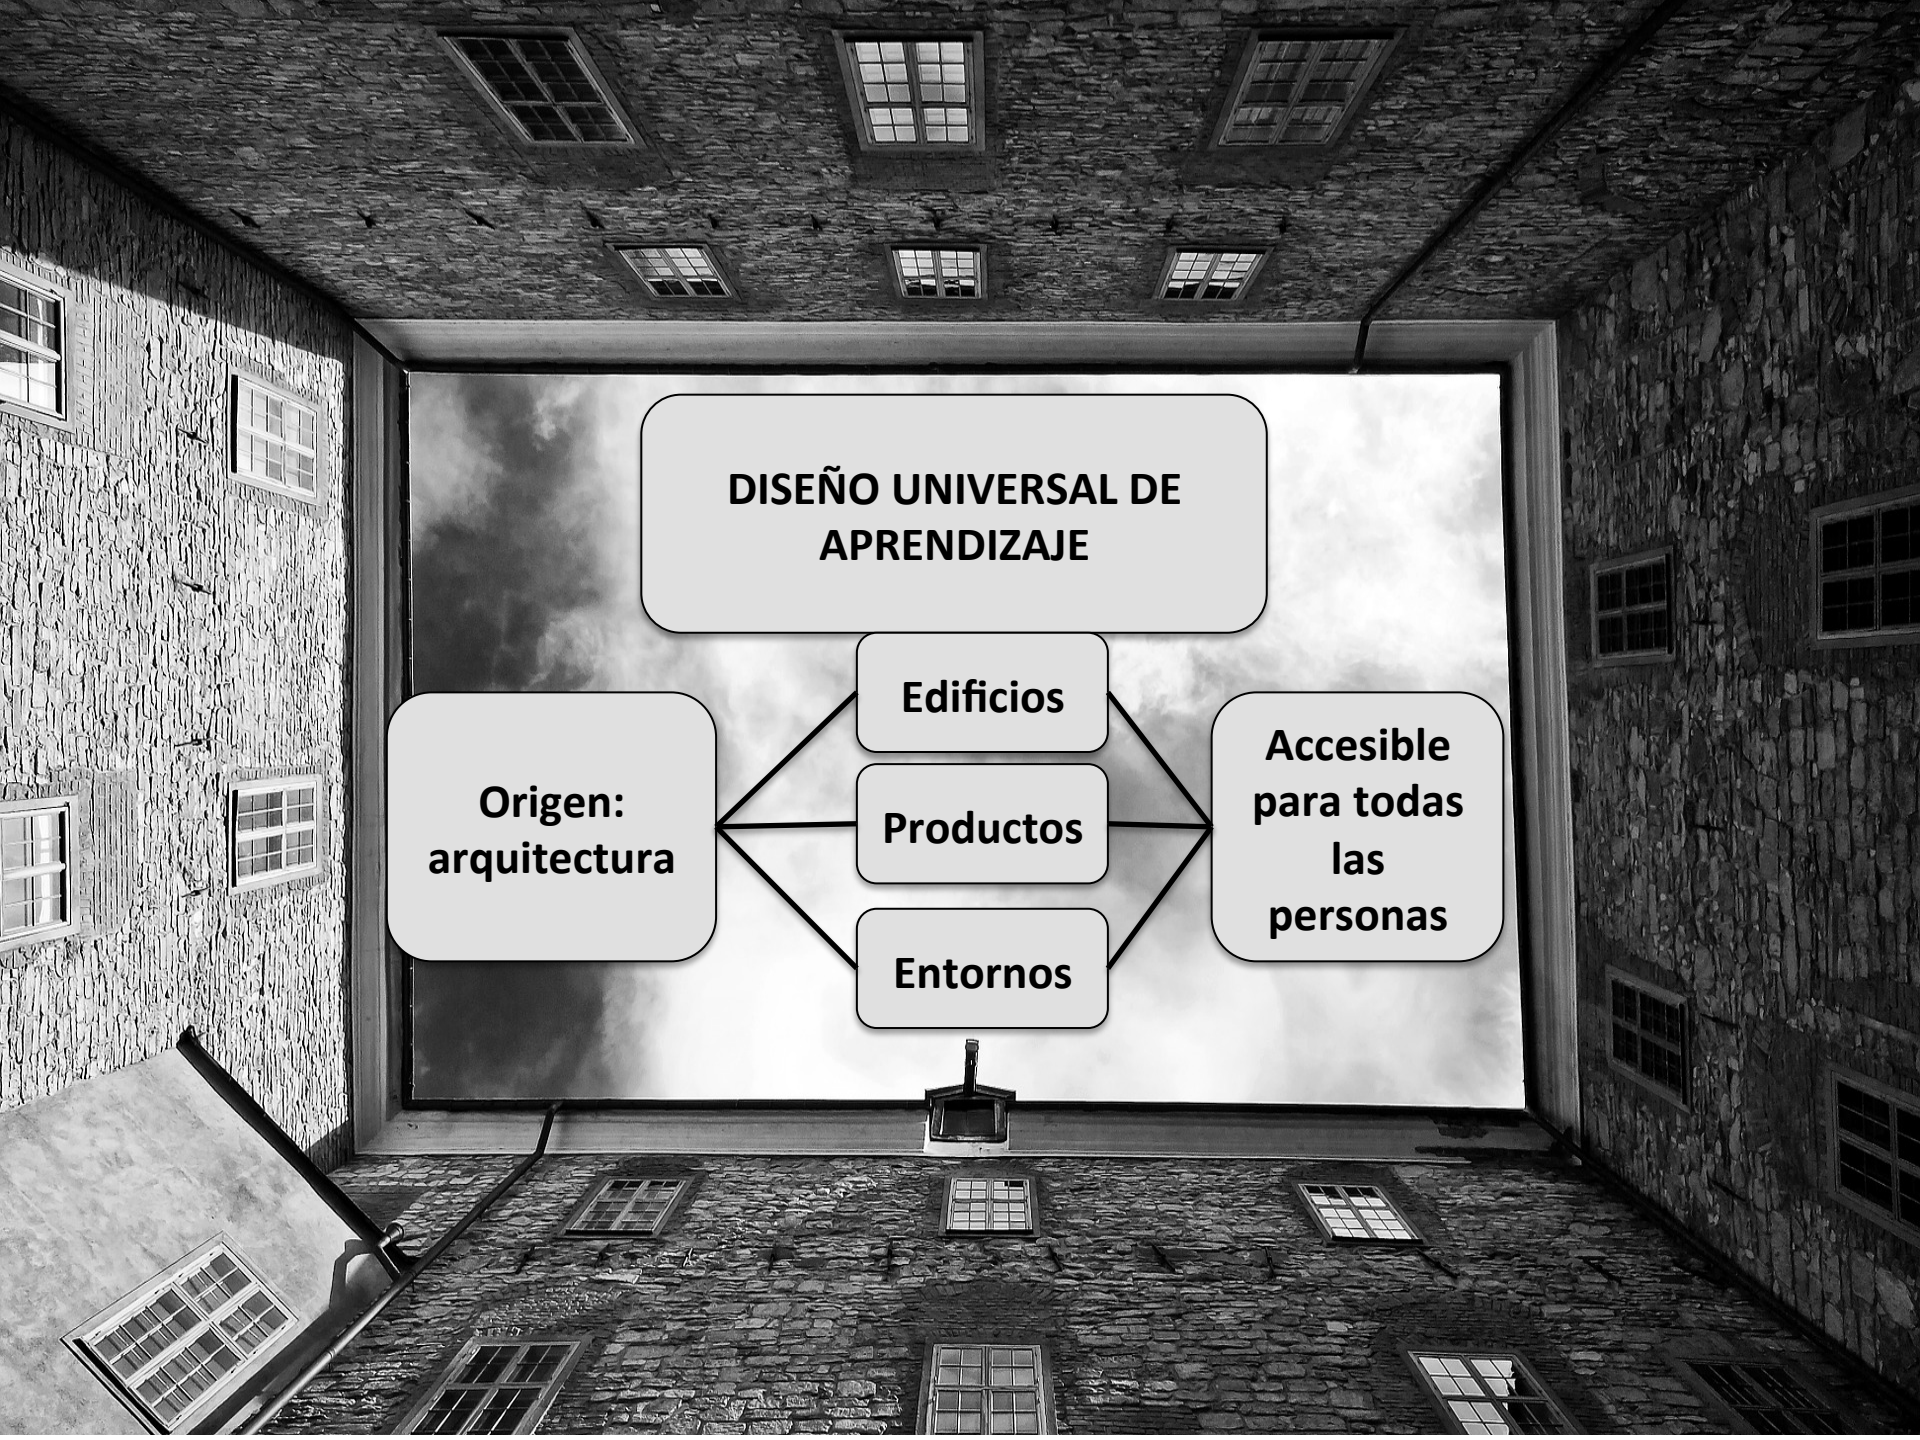 DISEÑO UNIVERSAL DE
APRENDIZAJE
Origen:
arquitectura
Edificios
Productos
Entornos
Accesible
para todas
las
personas